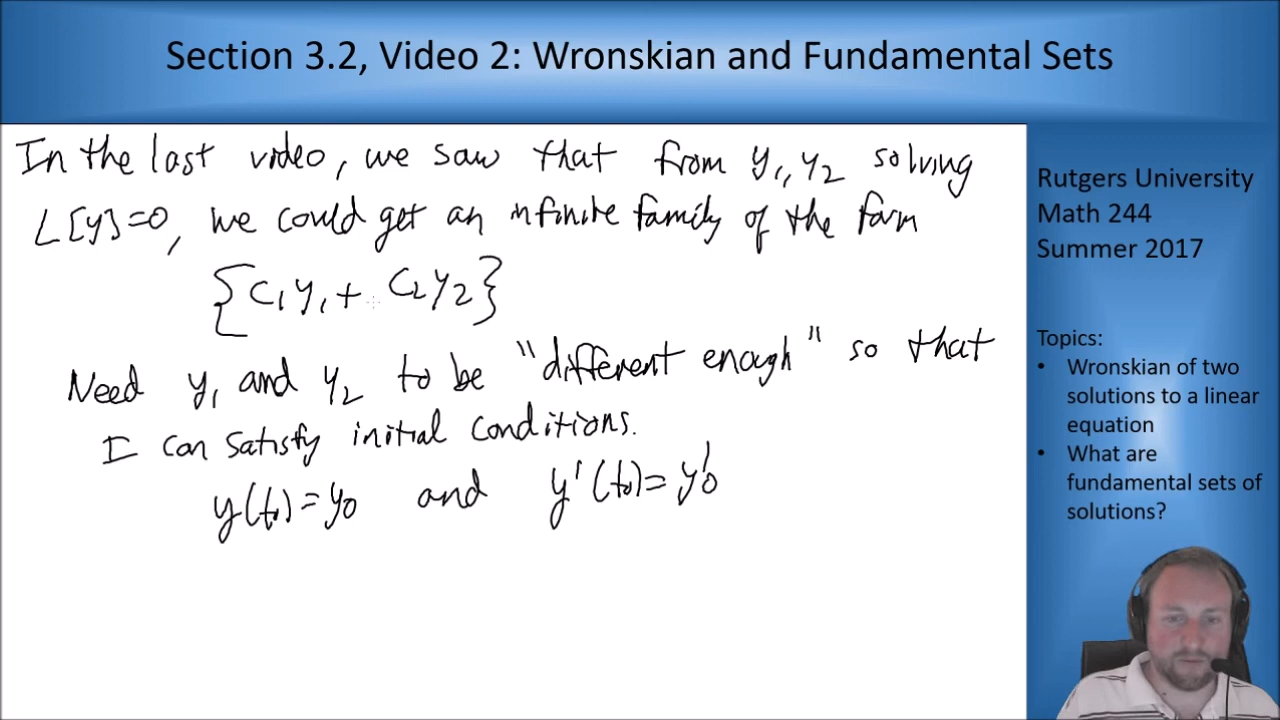 Section 3.2, Video 2: Wronskian and Fundamental Sets
In the last video, we saw that from y₁, y₂ solving
L[y]=0, we could get an infinite family of the form
{c₁y₁ + c₂y₂}
Need y₁ and y₂ to be "different enough" so that
I can satisfy initial conditions.
y(t₀)=y₀ and y'(t₀)=y₀'
Rutgers University
Math 244
Summer 2017
Topics:
• Wronskian of two
solutions to a linear
equation
• What are
fundamental sets of
solutions?